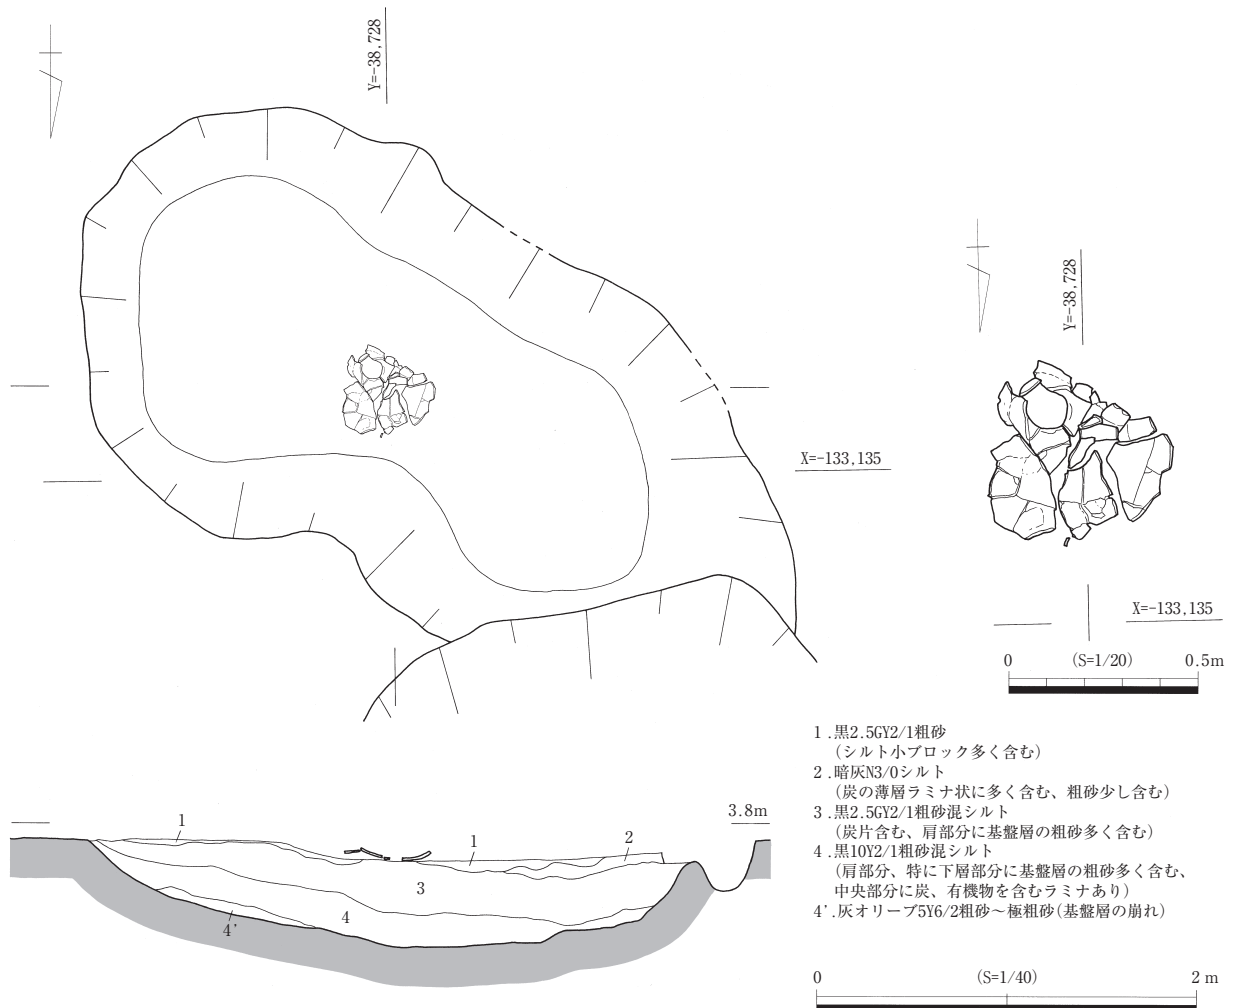 Y=-38,728
Y=-38,728
X=-133,135
X=-133,135
0 (S=1/20) 0.5m
1.黒2.5GY2/1粗砂
(シルト小ブロック多く含む)
2.暗灰N3/0シルト
(炭の薄層ラミナ状に多く含む、粗砂少し含む)
3.黒2.5GY2/1粗砂混シルト
(炭片含む、肩部分に基盤層の粗砂多く含む)
4.黒10Y2/1粗砂混シルト
(肩部分、特に下層部分に基盤層の粗砂多く含む、
中央部分に炭、有機物を含むラミナあり)
4'.灰オリーブ5Y6/2粗砂～極粗砂(基盤層の崩れ)
3.8m
1
1
2
3
4
4'
0 (S=1/40) 2 m